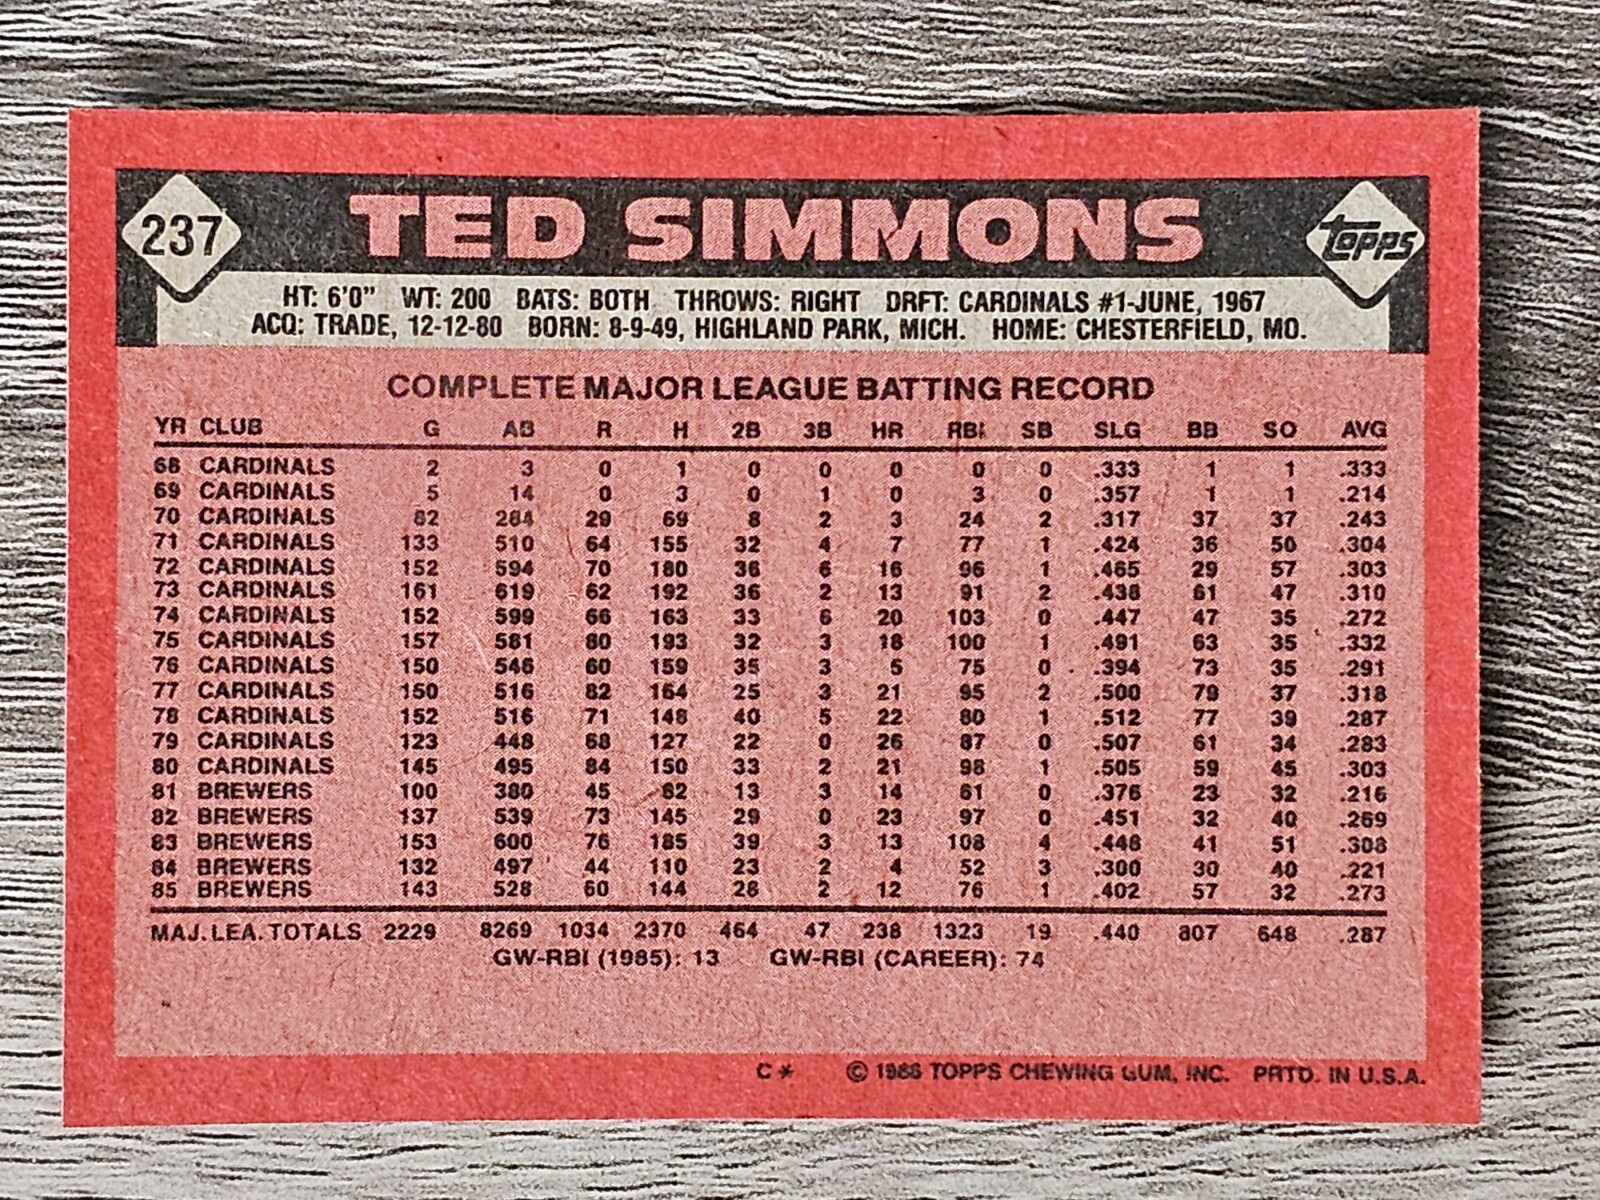 237 TED SIMMONS topps
HT: 6'0" WT: 200 BATS: BOTH THROWS: RIGHT DRFT: CARDINALS #1-JUNE, 1967
ACQ: TRADE, 12-12-80 BORN: 8-9-49, HIGHLAND PARK, MICH. HOME: CHESTERFIELD, MO.
COMPLETE MAJOR LEAGUE BATTING RECORD
YR CLUB G AB R H 2B 3B HR RBI SB SLG BB SO AVG
68 CARDINALS 2 3 0 1 0 0 0 0 0 .333 1 1 .333
69 CARDINALS 5 14 0 3 0 1 0 3 0 .357 1 1 .214
70 CARDINALS 82 284 29 69 8 2 3 24 2 .317 37 37 .243
71 CARDINALS 133 510 64 155 32 4 7 77 1 .424 36 50 .304
72 CARDINALS 152 594 70 180 36 6 16 96 1 .465 29 57 .303
73 CARDINALS 161 619 62 192 36 2 13 91 2 .438 61 47 .310
74 CARDINALS 152 599 66 163 33 6 20 103 0 .447 47 35 .272
75 CARDINALS 157 581 80 193 32 3 18 100 1 .491 63 35 .332
76 CARDINALS 150 546 60 159 35 3 5 75 0 .394 73 35 .291
77 CARDINALS 150 516 82 164 25 3 21 95 2 .500 79 37 .318
78 CARDINALS 152 516 71 148 40 5 22 80 1 .512 77 39 .287
79 CARDINALS 123 448 68 127 22 0 26 87 0 .507 61 34 .283
80 CARDINALS 145 495 84 150 33 2 21 98 1 .505 59 45 .303
81 BREWERS 100 380 45 82 13 3 14 61 0 .376 23 32 .216
82 BREWERS 137 539 73 145 29 0 23 97 0 .451 32 40 .269
83 BREWERS 153 600 76 185 39 3 13 108 4 .448 41 51 .308
84 BREWERS 132 497 44 110 23 2 4 52 3 .300 30 40 .221
85 BREWERS 143 528 60 144 28 2 12 76 1 .402 57 32 .273
MAJ. LEA. TOTALS 2229 8269 1034 2370 464 47 238 1323 19 .440 807 648 .287
GW-RBI (1985): 13 GW-RBI (CAREER): 74
C* © 1986 TOPPS CHEWING GUM, INC. PRTD. IN U.S.A.